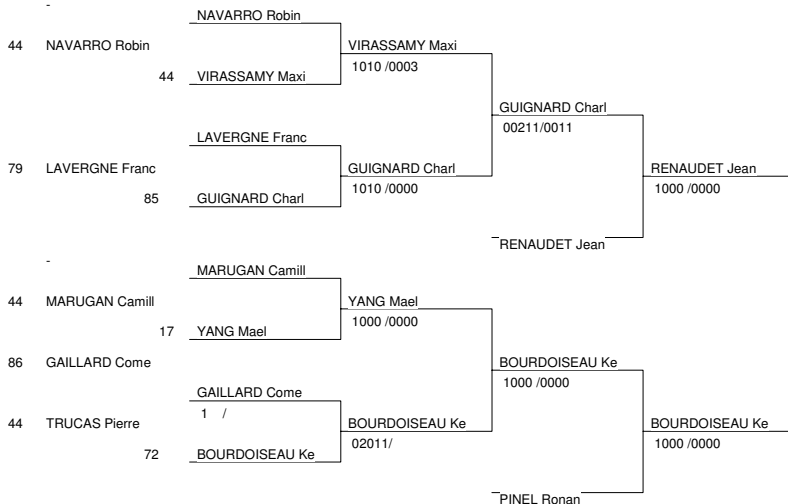 -
NAVARRO Robin
44 NAVARRO Robin
VIRASSAMY Maxi
1010 /0003
44 VIRASSAMY Maxi
GUIGNARD Charl
00211/0011
LAVERGNE Franc
79 LAVERGNE Franc
GUIGNARD Charl
1010 /0000
RENAUDET Jean
1000 /0000
85 GUIGNARD Charl
RENAUDET Jean
-
MARUGAN Camill
44 MARUGAN Camill
YANG Mael
1000 /0000
17 YANG Mael
86 GAILLARD Come
BOURDOISEAU Ke
1000 /0000
GAILLARD Come
1 /
44 TRUCAS Pierre
BOURDOISEAU Ke
02011/
BOURDOISEAU Ke
1000 /0000
72 BOURDOISEAU Ke
PINEL Ronan